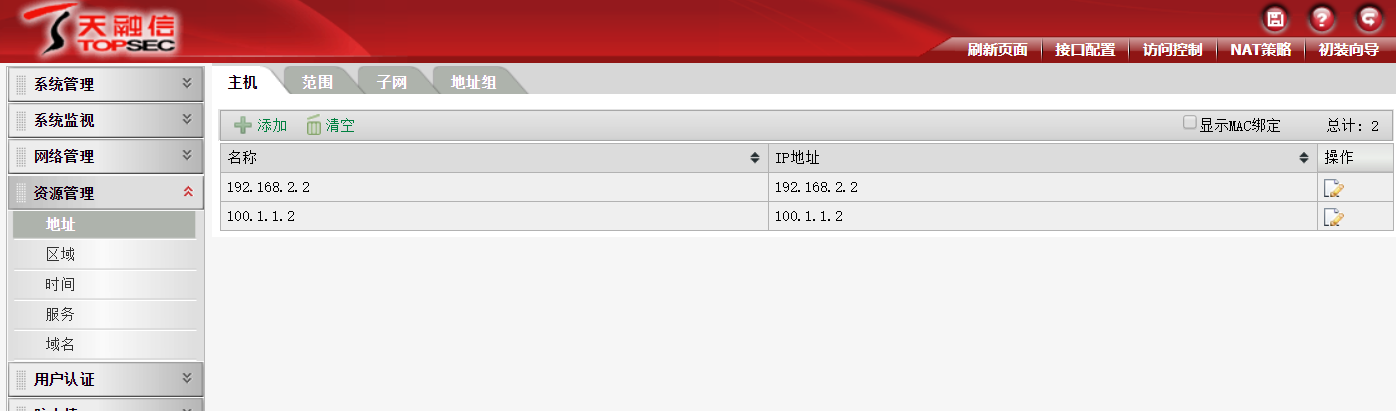 天融信
TOPSEC
刷新页面 接口配置 访问控制 NAT策略 初装向导
系统管理
系统监视
网络管理
资源管理
地址
区域
时间
服务
域名
用户认证
主机 范围 子网 地址组
添加 清空 显示MAC绑定 总计: 2
名称 IP地址 操作
192.168.2.2 192.168.2.2
100.1.1.2 100.1.1.2